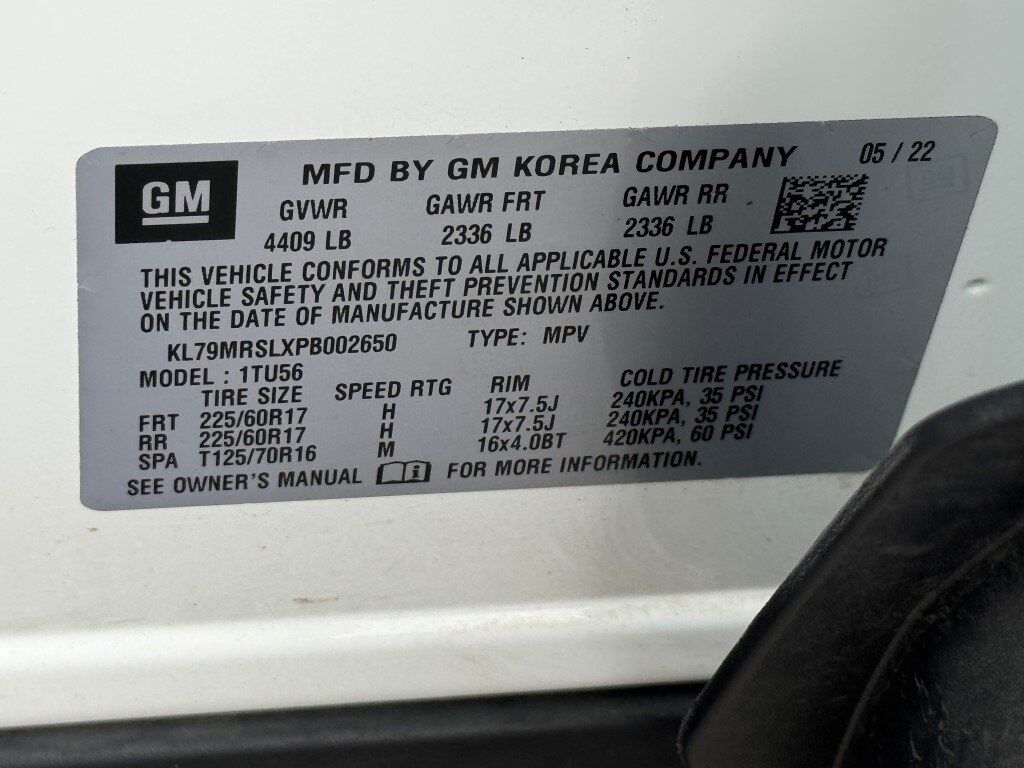 GM
MFD BY GM KOREA COMPANY 05 / 22
GVWR GAWR FRT GAWR RR
4409 LB 2336 LB 2336 LB
THIS VEHICLE CONFORMS TO ALL APPLICABLE U.S. FEDERAL MOTOR
VEHICLE SAFETY AND THEFT PREVENTION STANDARDS IN EFFECT
ON THE DATE OF MANUFACTURE SHOWN ABOVE.
KL79MRSLXPB002650 TYPE: MPV
MODEL : 1TU56
TIRE SIZE SPEED RTG RIM COLD TIRE PRESSURE
FRT 225/60R17 H 17x7.5J 240KPA, 35 PSI
RR 225/60R17 H 17x7.5J 240KPA, 35 PSI
SPA T125/70R16 M 16x4.0BT 420KPA, 60 PSI
SEE OWNER'S MANUAL FOR MORE INFORMATION.